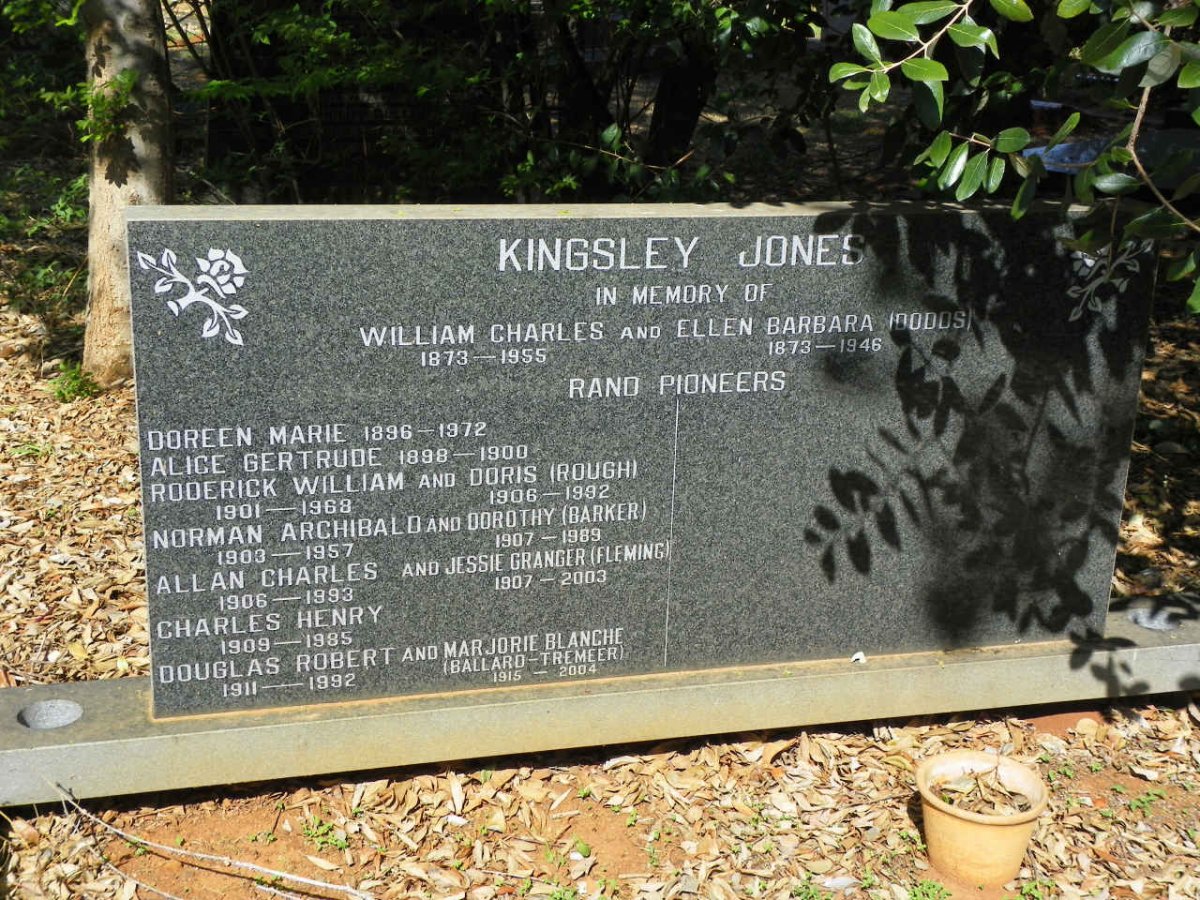 KINGSLEY JONES
IN MEMORY OF
WILLIAM CHARLES AND ELLEN BARBARA (DODDS)
1873—1955 1873—1946
RAND PIONEERS
DOREEN MARIE 1896—1972
ALICE GERTRUDE 1898—1900
RODERICK WILLIAM AND DORIS (ROUGH)
1901—1968 1906—1992
NORMAN ARCHIBALD AND DOROTHY (BARKER)
1903—1957 1907—1989
ALLAN CHARLES AND JESSIE GRANGER (FLEMING)
1906—1993 1907—2003
CHARLES HENRY
1909—1985
DOUGLAS ROBERT AND MARJORIE BLANCHE
(BALLARD-TREMEER)
1911—1992 1915—2004